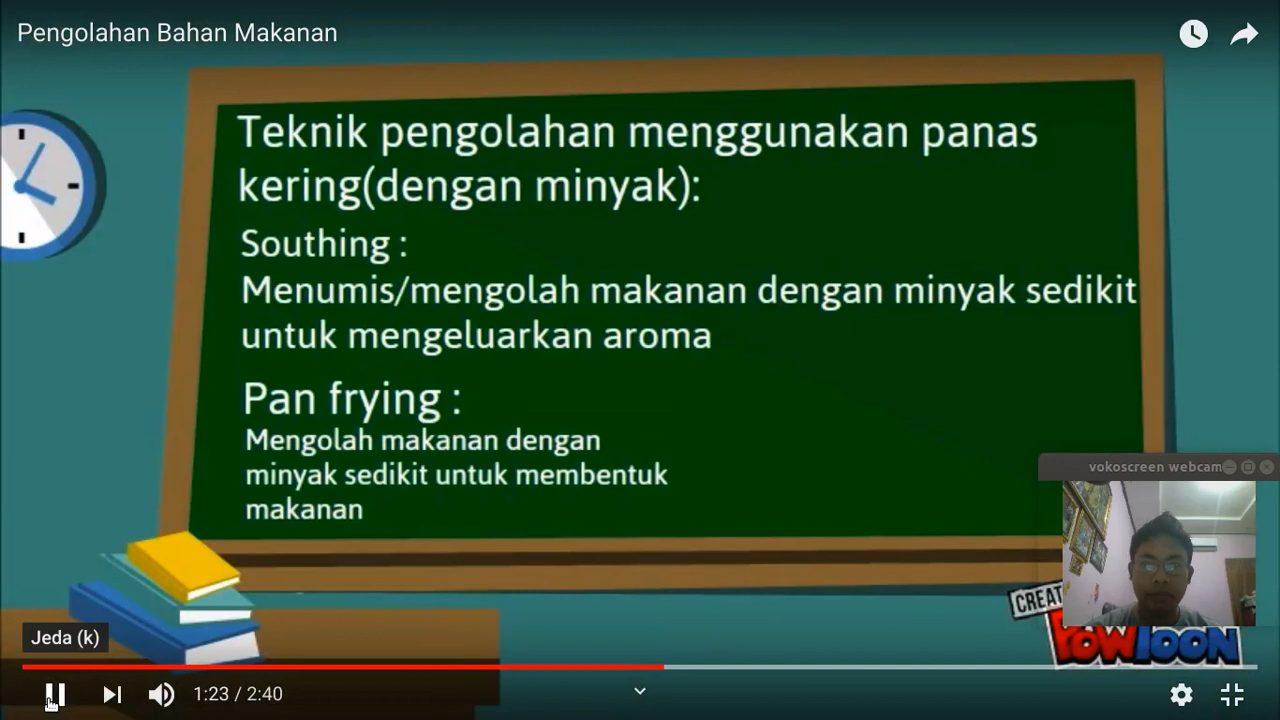 Pengolahan Bahan Makanan
Teknik pengolahan menggunakan panas
kering(dengan minyak):
Southing :
Menumis/mengolah makanan dengan minyak sedikit
untuk mengeluarkan aroma
Pan frying :
Mengolah makanan dengan
minyak sedikit untuk membentuk
makanan
vokoscreen webcam
CREAT
POWTOON
Jeda (k)
1:23 / 2:40